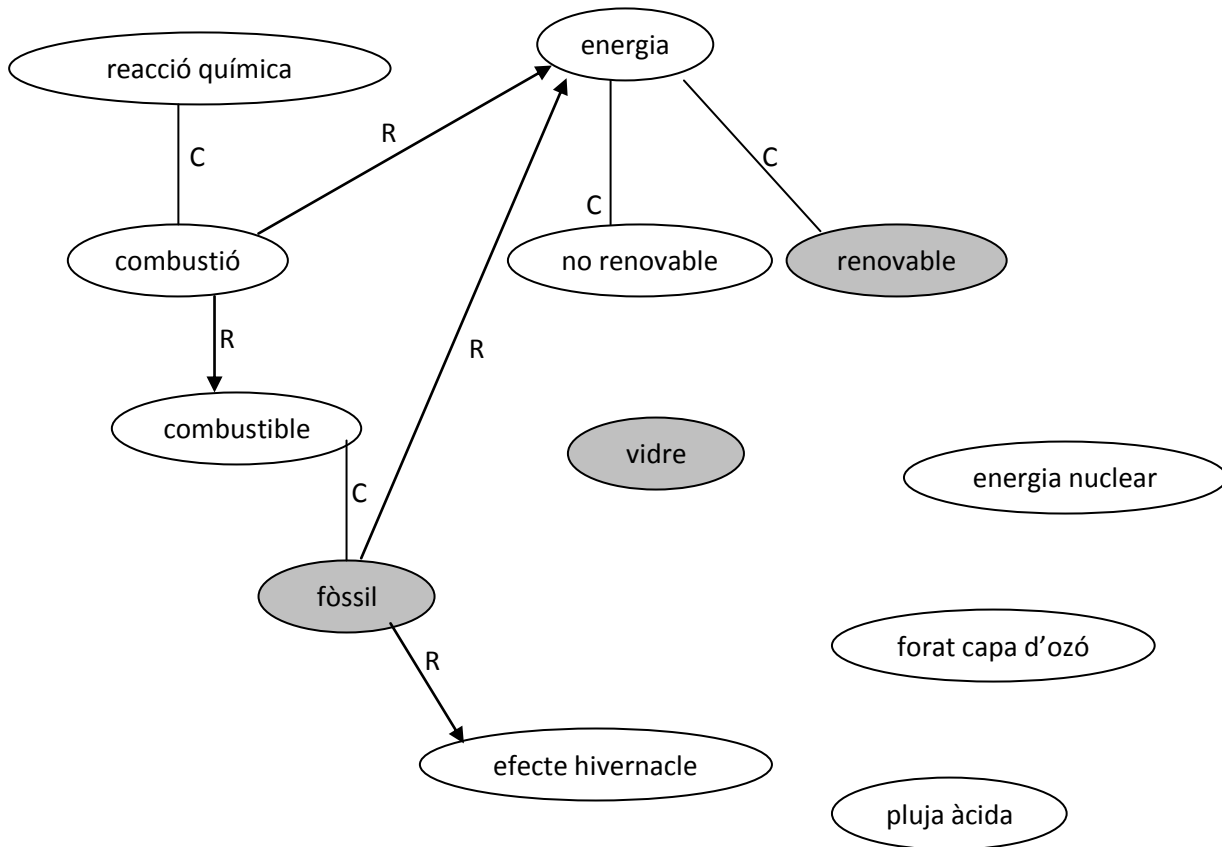 energia
reacció química
R
C
C
C
combustió
no renovable
renovable
R
R
combustible
vidre
energia nuclear
C
fòssil
forat capa d’ozó
R
efecte hivernacle
pluja àcida